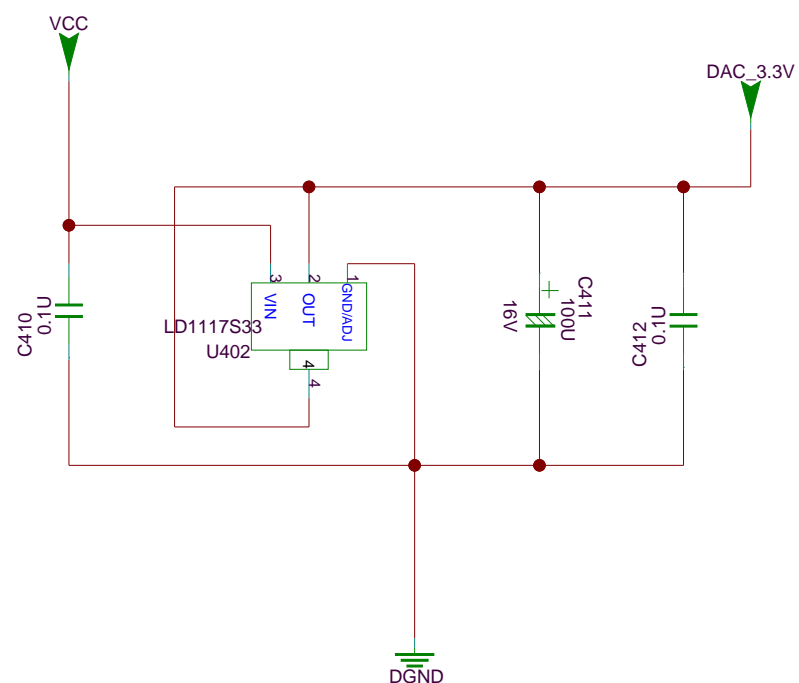 VCC
DAC_3.3V
3
2
1
VIN
OUT
GND/ADJ
LD1117S33
U402
4
4
C410
0.1U
C411
100U
16V
C412
0.1U
DGND